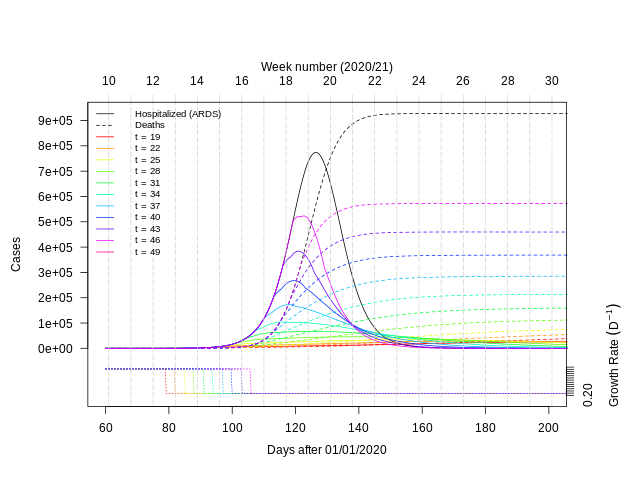 Week number (2020/21)
10 12 14 16 18 20 22 24 26 28 30
Hospitalized (ARDS)
Deaths
t = 19
t = 22
t = 25
t = 28
t = 31
t = 34
t = 37
t = 40
t = 43
t = 46
t = 49
9e+05
8e+05
7e+05
6e+05
5e+05
4e+05
3e+05
2e+05
1e+05
0e+00
Cases
0.20
Growth Rate (D⁻¹)
60 80 100 120 140 160 180 200
Days after 01/01/2020